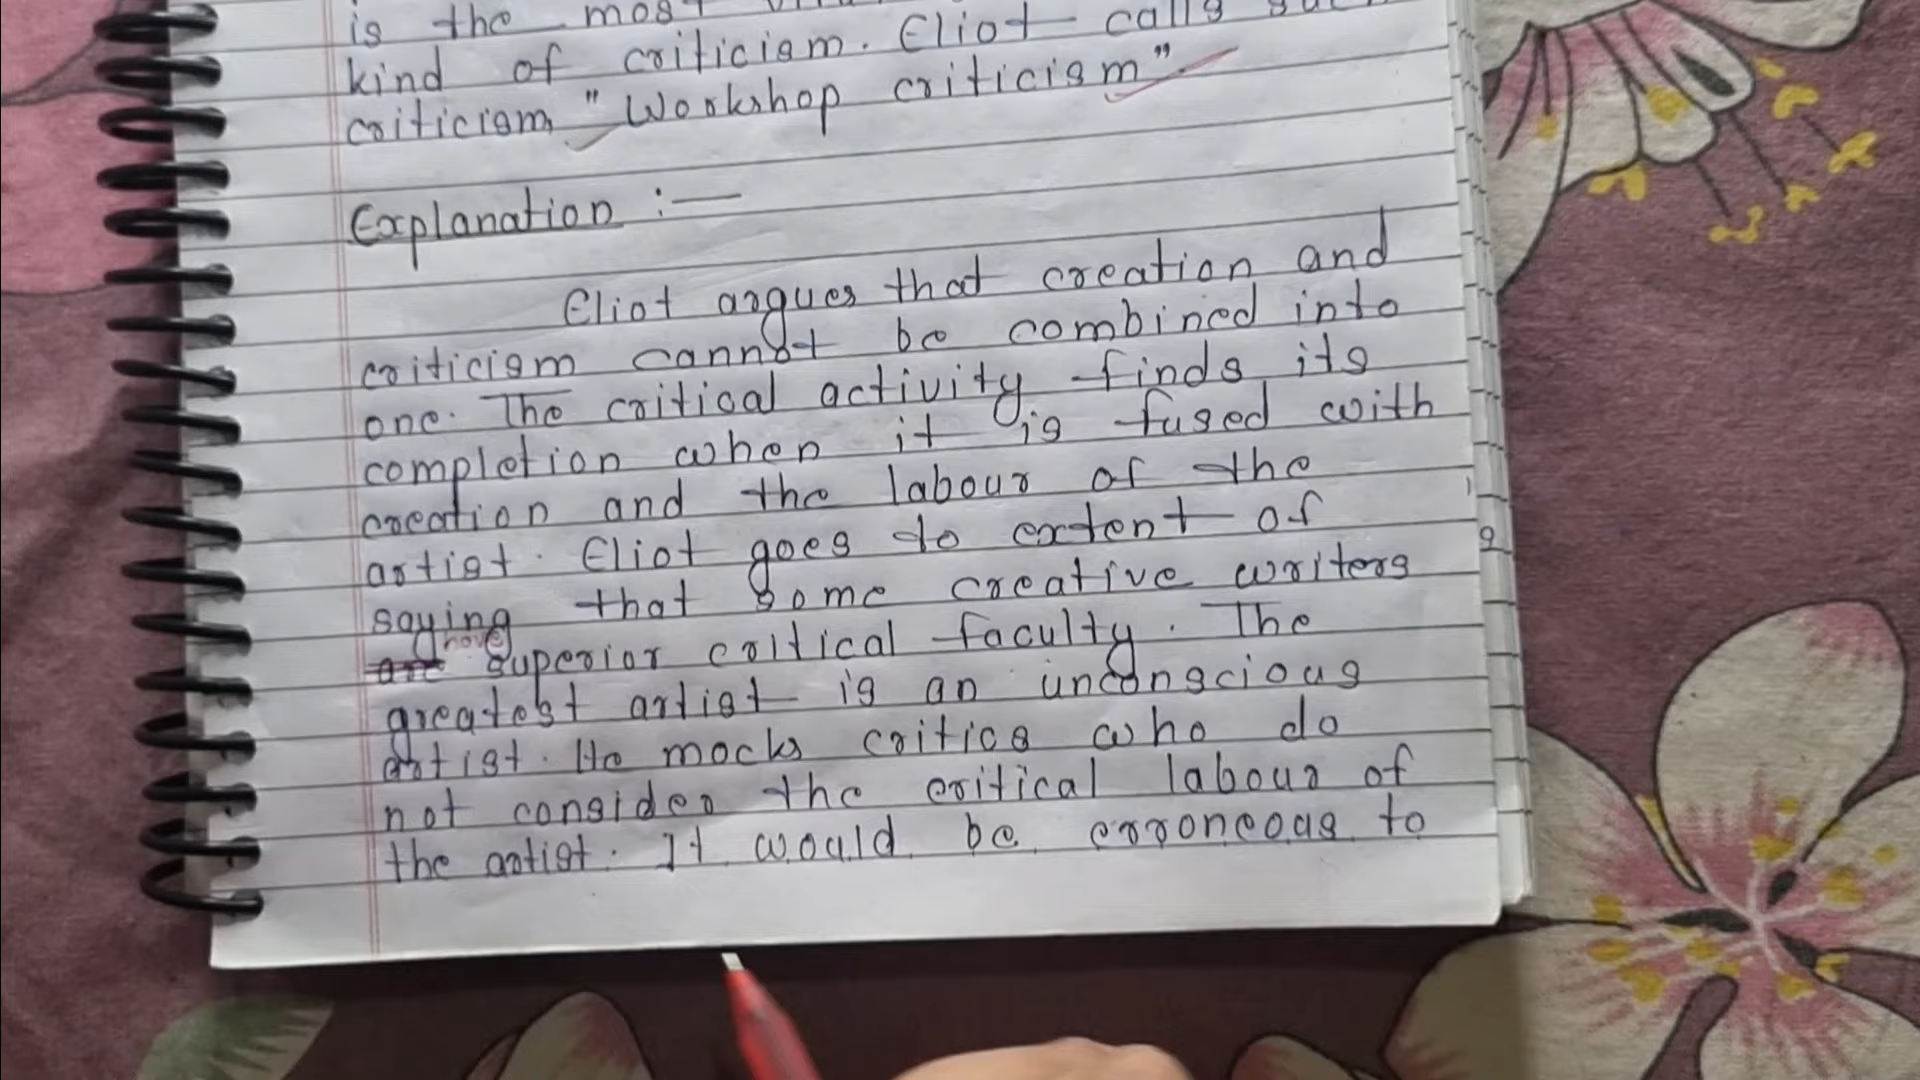 is the most
kind of criticism. Eliot calls
criticism "Workshop criticism".
Explanation :—
Eliot argues that creation and
criticism cannot be combined into
one. The critical activity finds its
completion when it is fused with
creation and the labour of the
artist. Eliot goes to extent of
saying that some creative writers
have superior critical faculty. The
greatest artist is an unconscious
artist. He mocks critics who do
not consider the critical labour of
the artist. It would be erroneous to